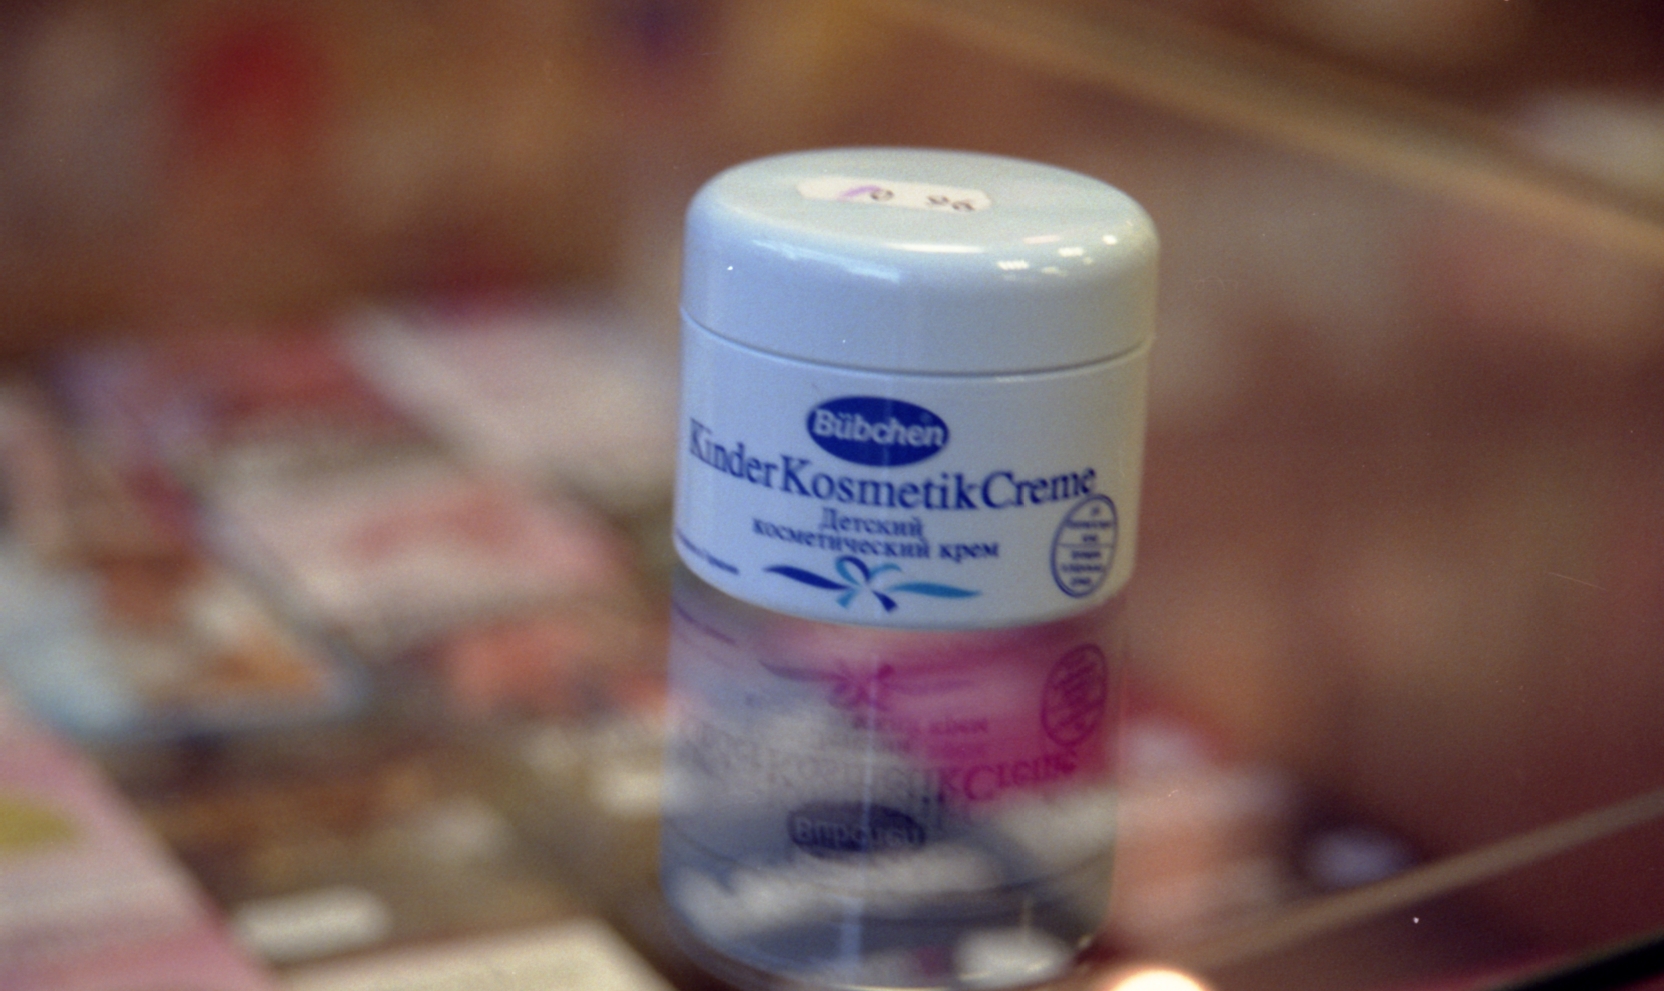 Bübchen
KinderKosmetikCreme
Детский
косметический крем